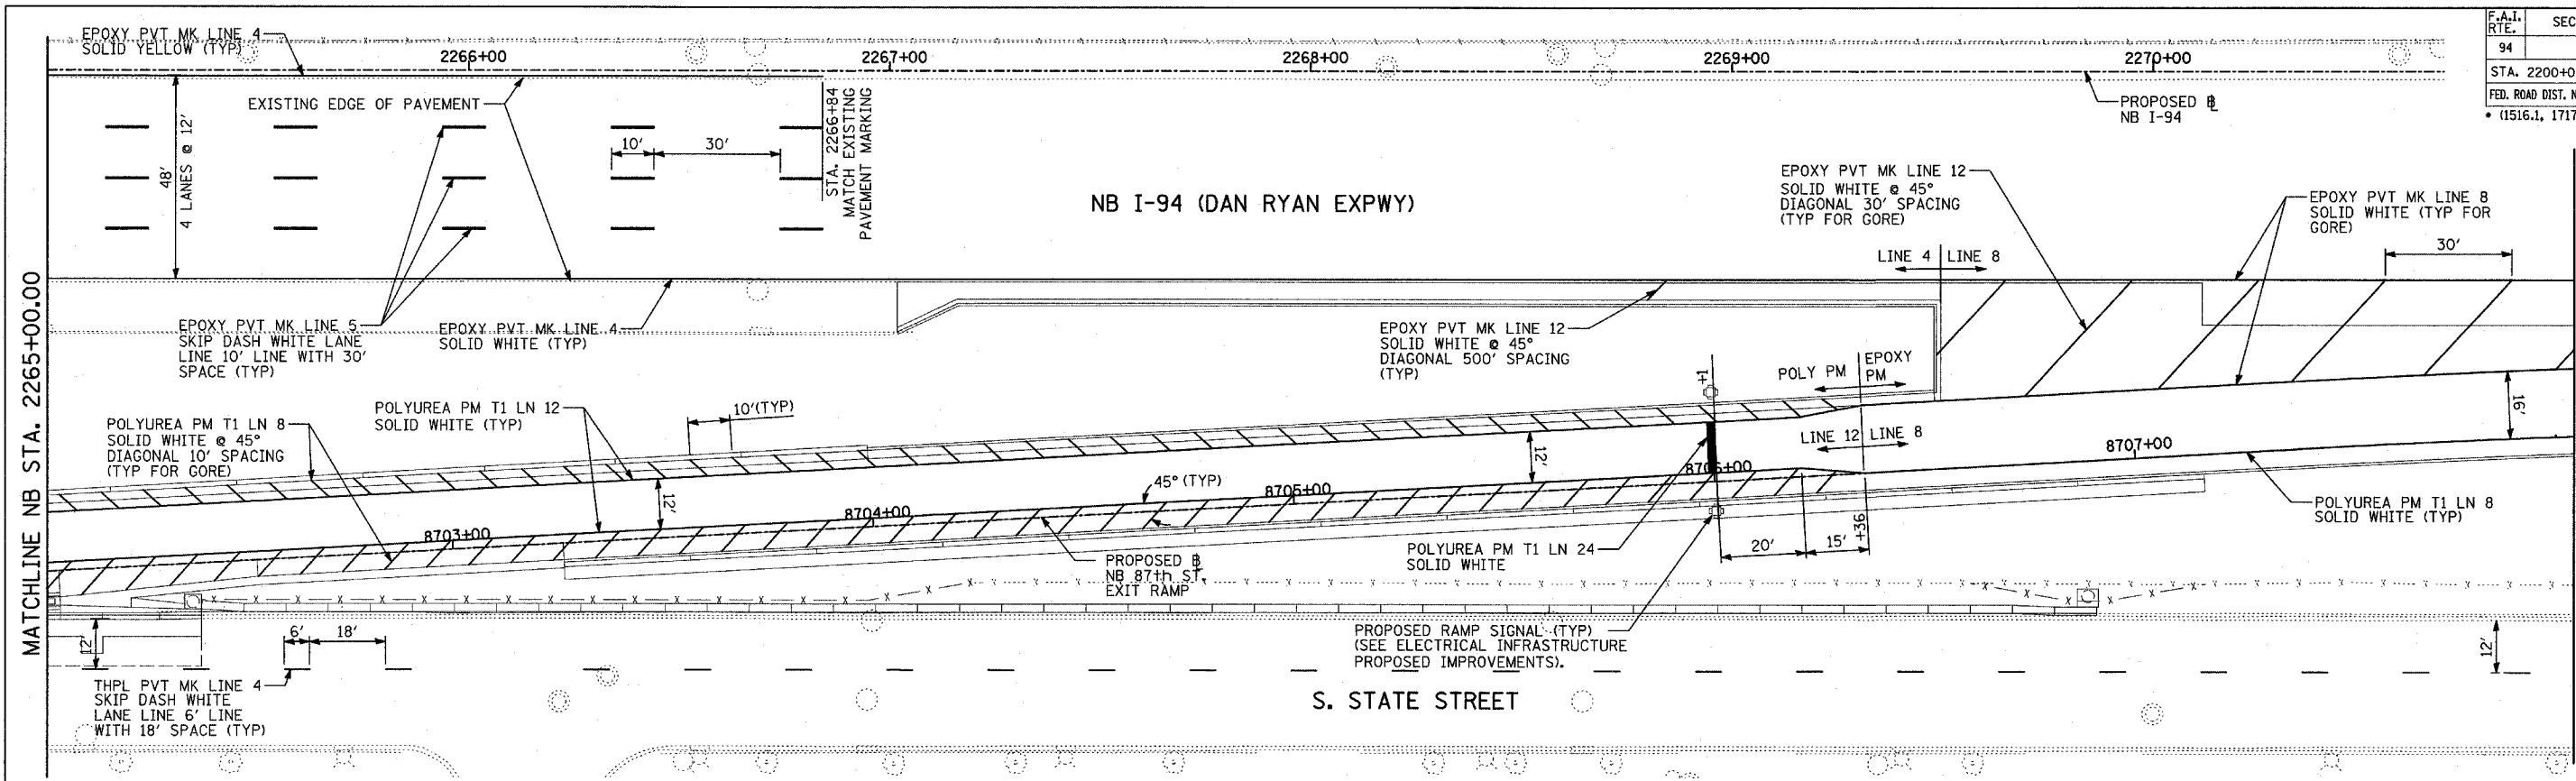 EPOXY PVT MK LINE 4
SOLID YELLOW (TYP)
2266+00
2267+00
2268+00
2269+00
2270+00
F.A.I.
RTE.
SEC
94
STA. 2200+0
FED. ROAD DIST. N
* (1516.1, 1717
EXISTING EDGE OF PAVEMENT
PROPOSED ⅊
NB I-94
48'
4 LANES @ 12'
10'
30'
STA. 2266+84
MATCH EXISTING
PAVEMENT MARKING
NB I-94 (DAN RYAN EXPWY)
EPOXY PVT MK LINE 12
SOLID WHITE @ 45°
DIAGONAL 30' SPACING
(TYP FOR GORE)
EPOXY PVT MK LINE 8
SOLID WHITE (TYP FOR
GORE)
30'
LINE 4
LINE 8
MATCHLINE NB STA. 2265+00.00
EPOXY PVT MK LINE 5
SKIP DASH WHITE LANE
LINE 10' LINE WITH 30'
SPACE (TYP)
EPOXY PVT MK LINE 4
SOLID WHITE (TYP)
EPOXY PVT MK LINE 12
SOLID WHITE @ 45°
DIAGONAL 500' SPACING
(TYP)
+1
POLY PM
EPOXY
PM
POLYUREA PM T1 LN 8
SOLID WHITE @ 45°
DIAGONAL 10' SPACING
(TYP FOR GORE)
POLYUREA PM T1 LN 12
SOLID WHITE (TYP)
10'(TYP)
12'
12'
45° (TYP)
LINE 12
LINE 8
16'
8703+00
8704+00
8705+00
8706+00
8707+00
POLYUREA PM T1 LN 8
SOLID WHITE (TYP)
PROPOSED ⅊
NB 87th ST.
EXIT RAMP
POLYUREA PM T1 LN 24
SOLID WHITE
20'
15'
+36
12'
6'
18'
PROPOSED RAMP SIGNAL (TYP)
(SEE ELECTRICAL INFRASTRUCTURE
PROPOSED IMPROVEMENTS).
12'
THPL PVT MK LINE 4
SKIP DASH WHITE
LANE LINE 6' LINE
WITH 18' SPACE (TYP)
S. STATE STREET